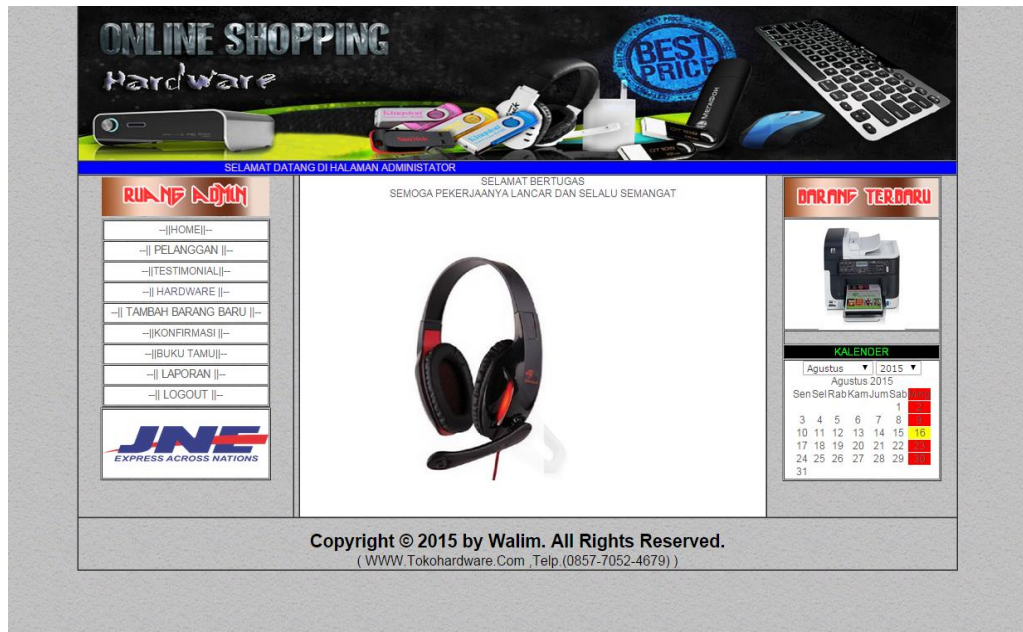 ONLINE SHOPPING
Hardware
BEST
PRICE
SELAMAT DATANG DI HALAMAN ADMINISTATOR
RUANG ADMIN
--||HOME||--
--|| PELANGGAN ||--
--||TESTIMONIAL||--
--|| HARDWARE ||--
--|| TAMBAH BARANG BARU ||--
--||KONFIRMASI ||--
--||BUKU TAMU||--
--|| LAPORAN ||--
--|| LOGOUT ||--
JNE
EXPRESS ACROSS NATIONS
SELAMAT BERTUGAS
SEMOGA PEKERJAANYA LANCAR DAN SELALU SEMANGAT
BARANG TERBARU
KALENDER
Agustus 2015
Agustus 2015
Sen Sel Rab Kam Jum Sab
1 2
3 4 5 6 7 8 9
10 11 12 13 14 15 16
17 18 19 20 21 22 23
24 25 26 27 28 29 30
31
Copyright © 2015 by Walim. All Rights Reserved.
( WWW.Tokohardware.Com ,Telp.(0857-7052-4679) )